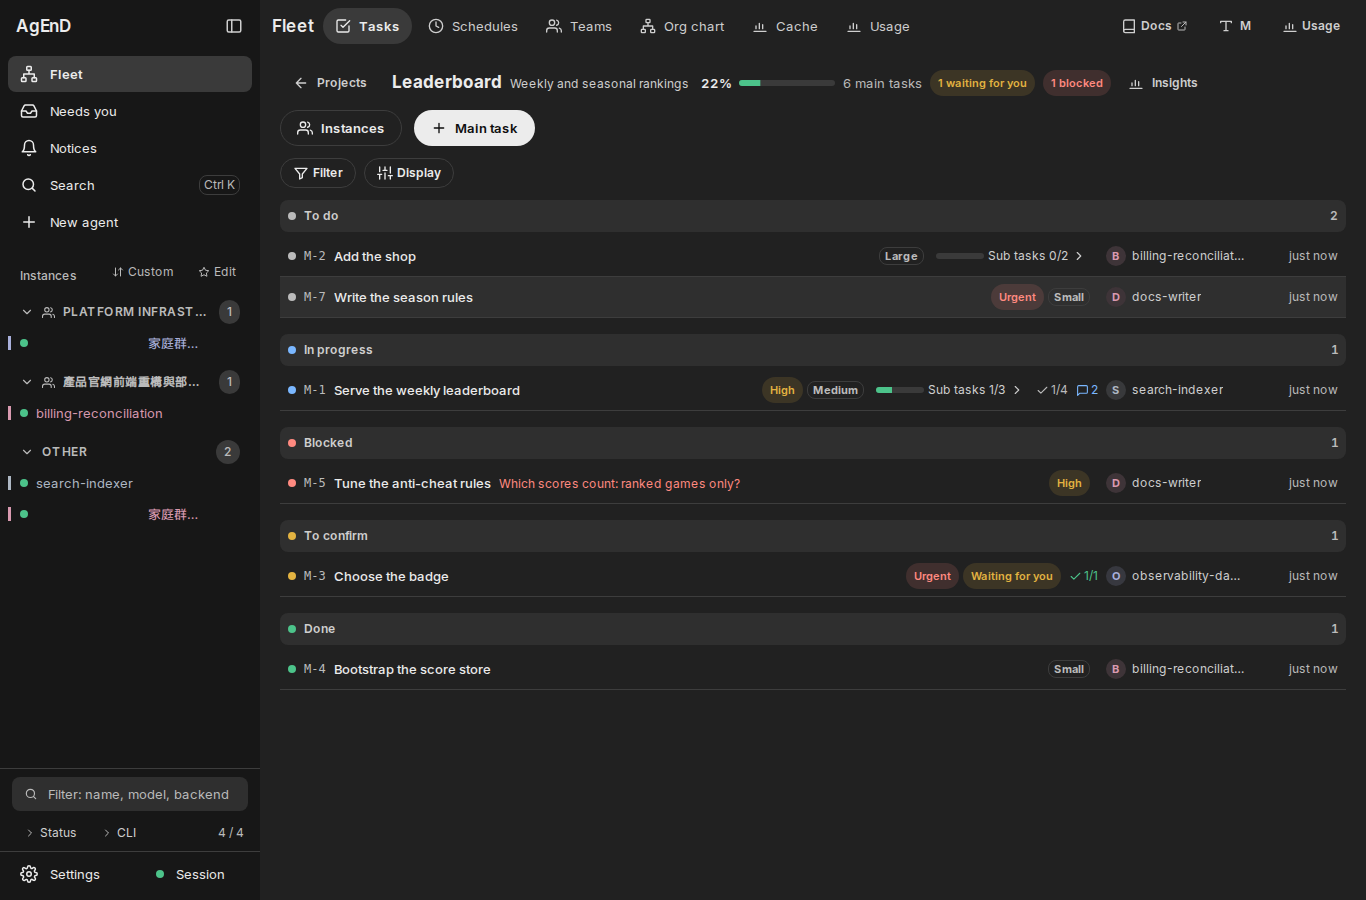 AgEnD
Fleet
Needs you
Notices
Search Ctrl K
New agent
Instances Custom Edit
PLATFORM INFRAST... 1
家庭群...
產品官網前端重構與部... 1
billing-reconciliation
OTHER 2
search-indexer
家庭群...
Filter: name, model, backend
Status CLI 4 / 4
Settings Session
Fleet Tasks Schedules Teams Org chart Cache Usage Docs M Usage
Projects Leaderboard Weekly and seasonal rankings 22% 6 main tasks 1 waiting for you 1 blocked Insights
Instances Main task
Filter Display
To do 2
M-2 Add the shop Large Sub tasks 0/2 B billing-reconciliat... just now
M-7 Write the season rules Urgent Small D docs-writer just now
In progress 1
M-1 Serve the weekly leaderboard High Medium Sub tasks 1/3 1/4 2 S search-indexer just now
Blocked 1
M-5 Tune the anti-cheat rules Which scores count: ranked games only? High D docs-writer just now
To confirm 1
M-3 Choose the badge Urgent Waiting for you 1/1 O observability-da... just now
Done 1
M-4 Bootstrap the score store Small B billing-reconciliat... just now